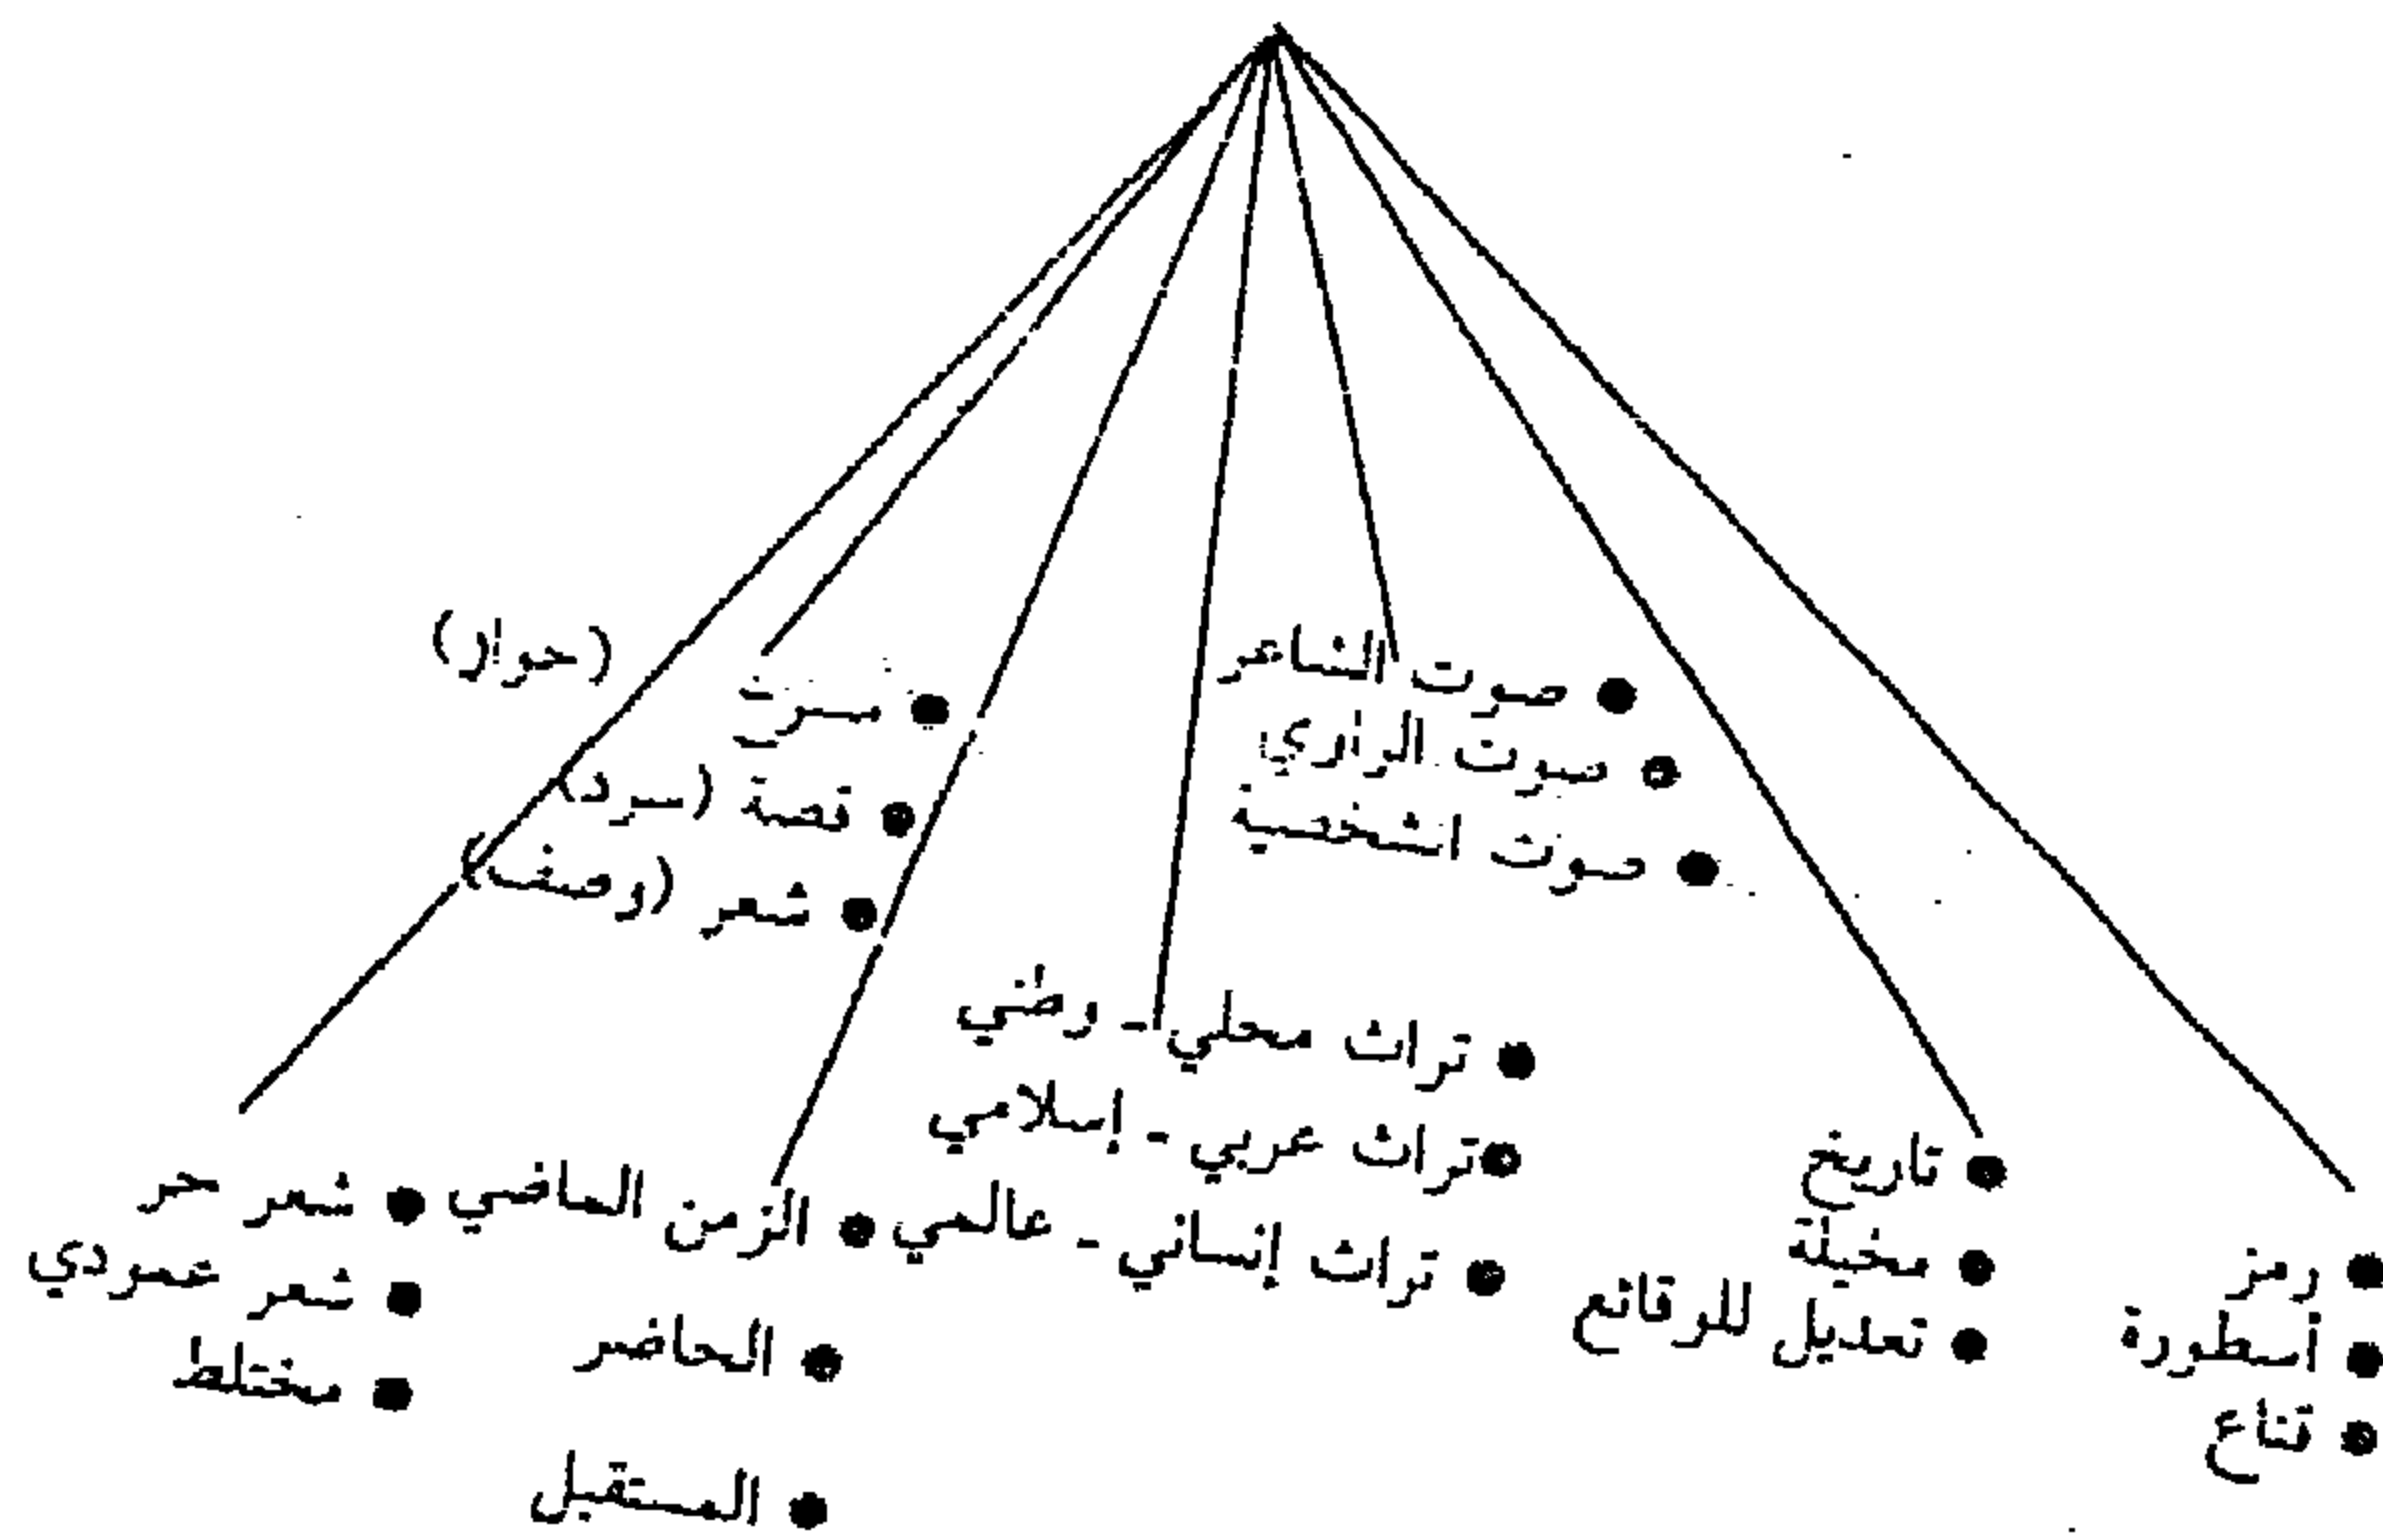 (حوار)
● مسرح
● قصة (سرد)
● شعر (وصف)
● صوت الشاعر
● صوت الراوي
● صوت الشخصية
● تراث محلي - وطني
● تراث عربي - إسلامي
● تراث إنساني - عالمي
● تاريخ
● مخيلة
● تعديل للوقائع
● رمز
● أسطورة
● قناع
● الزمن الماضي
● الحاضر
● المستقبل
● شعر حر
● شعر عمودي
● مختلط